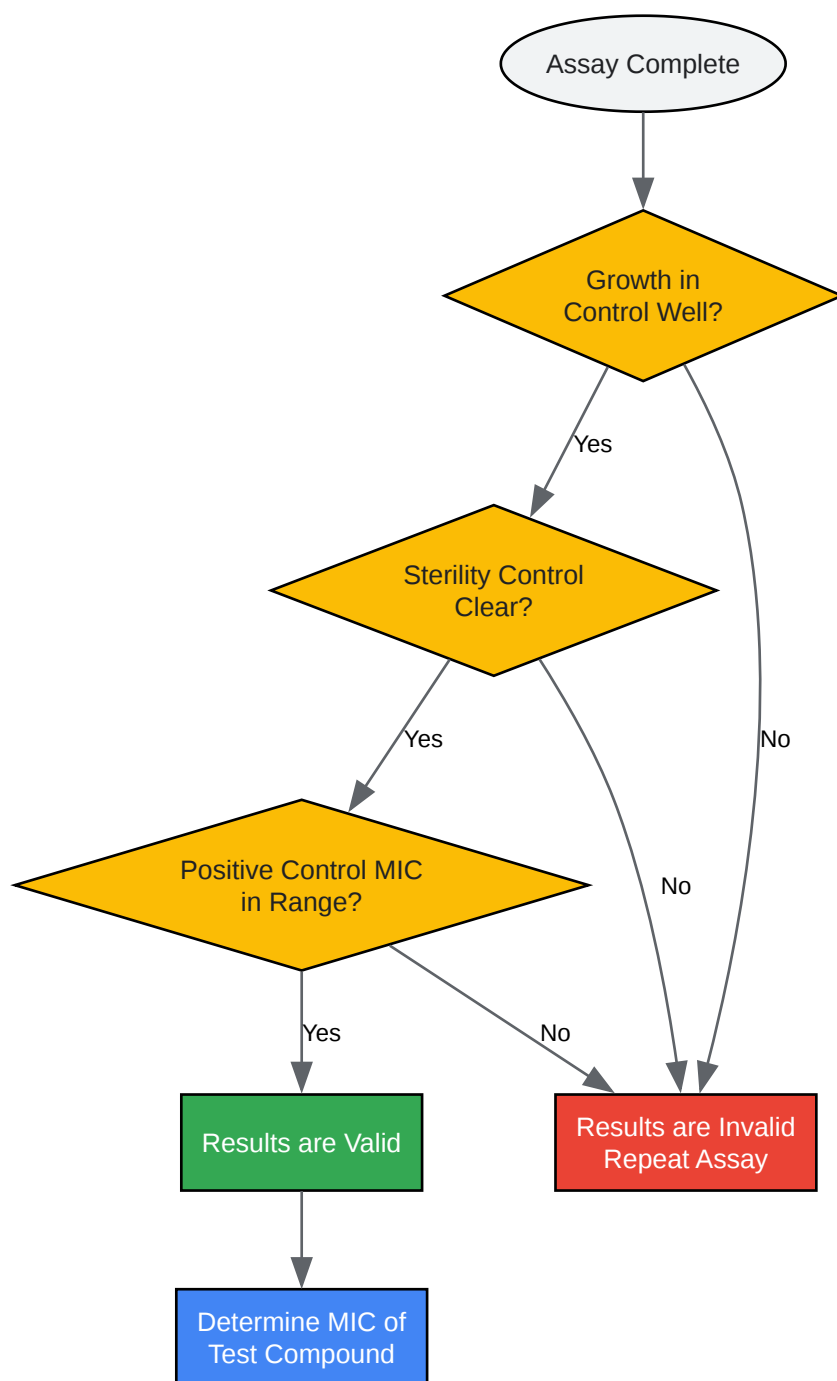 Assay Complete
Growth in
Control Well?
Yes
Sterility Control
Clear?
Yes
No
Positive Control MIC
in Range?
No
Yes
No
Results are Valid
Results are Invalid
Repeat Assay
Determine MIC of
Test Compound